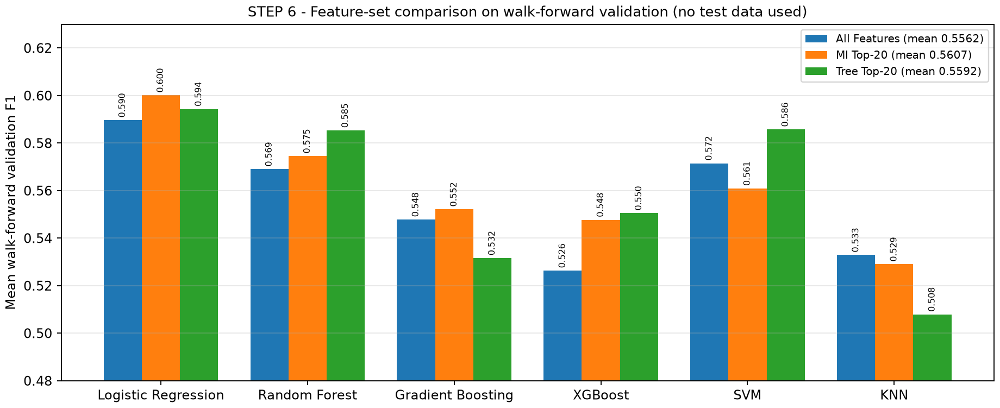 STEP 6 - Feature-set comparison on walk-forward validation (no test data used)
All Features (mean 0.5562)
MI Top-20 (mean 0.5607)
Tree Top-20 (mean 0.5592)
Mean walk-forward validation F1
0.62
0.60
0.58
0.56
0.54
0.52
0.50
0.48
0.590
0.600
0.594
0.569
0.575
0.585
0.548
0.552
0.532
0.526
0.548
0.550
0.572
0.561
0.586
0.533
0.529
0.508
Logistic Regression
Random Forest
Gradient Boosting
XGBoost
SVM
KNN